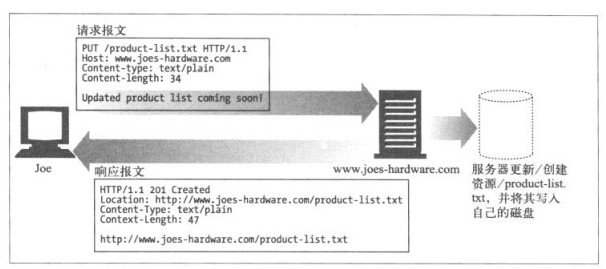 请求报文
PUT /product-list.txt HTTP/1.1
Host: www.joes-hardware.com
Content-type: text/plain
Content-length: 34
Updated product list coming soon!
Joe
www.joes-hardware.com
服务器更新/创建
资源/product-list.
txt，并将其写入
自己的磁盘
响应报文
HTTP/1.1 201 Created
Location: http://www.joes-hardware.com/product-list.txt
Content-Type: text/plain
Context-Length: 47
http://www.joes-hardware.com/product-list.txt